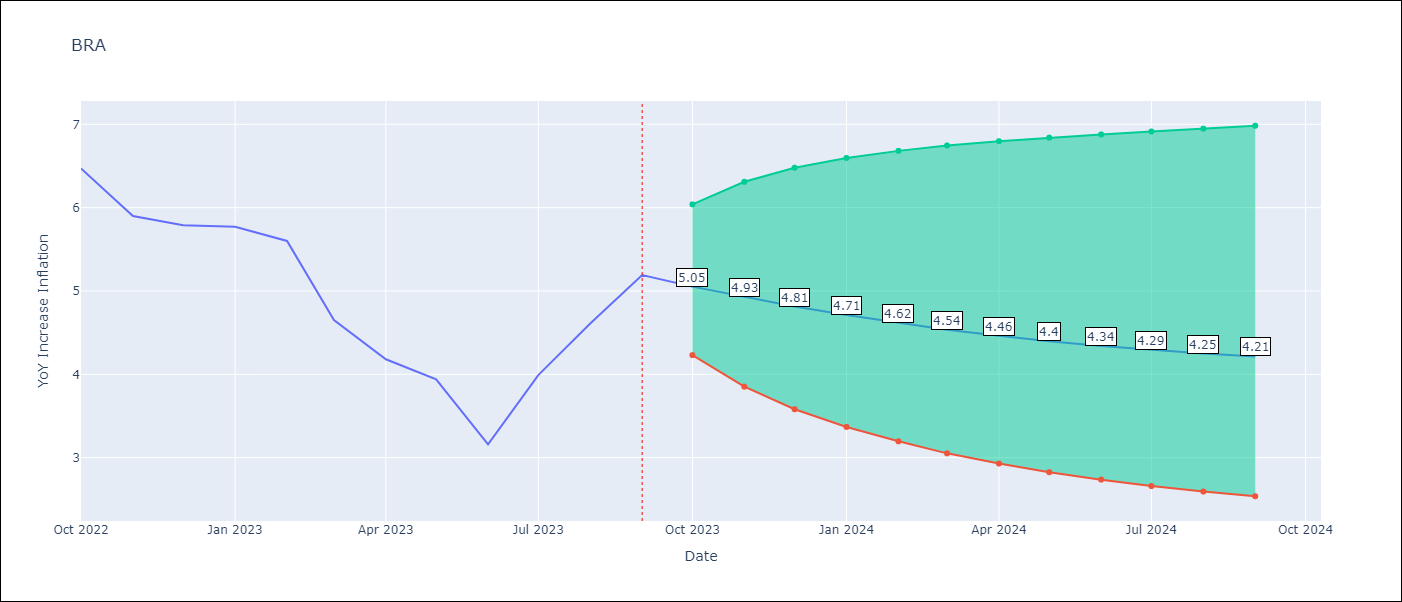 BRA
YoY Increase Inflation
7
6
5
4
3
5.05
4.93
4.81
4.71
4.62
4.54
4.46
4.4
4.34
4.29
4.25
4.21
Oct 2022
Jan 2023
Apr 2023
Jul 2023
Oct 2023
Jan 2024
Apr 2024
Jul 2024
Oct 2024
Date